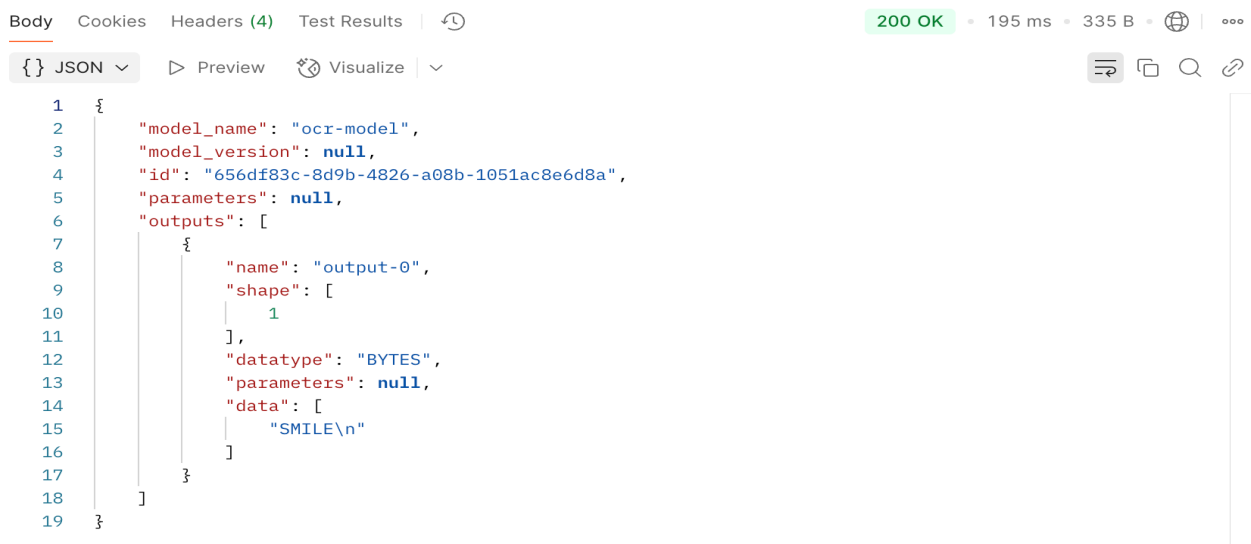 Body Cookies Headers (4) Test Results 200 OK 195 ms 335 B
{} JSON Preview Visualize
1 {
2     "model_name": "ocr-model",
3     "model_version": null,
4     "id": "656df83c-8d9b-4826-a08b-1051ac8e6d8a",
5     "parameters": null,
6     "outputs": [
7         {
8             "name": "output-0",
9             "shape": [
10                 1
11             ],
12             "datatype": "BYTES",
13             "parameters": null,
14             "data": [
15                 "SMILE\n"
16             ]
17         }
18     ]
19 }